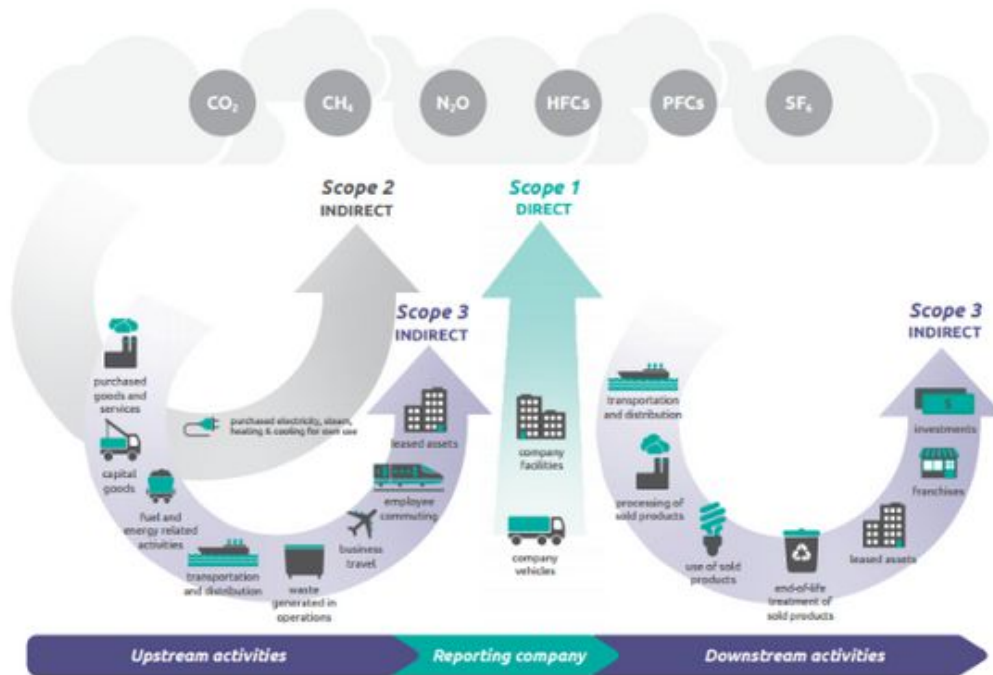 CO₂
CH₄
N₂O
HFCs
PFCs
SF₆
Scope 2
INDIRECT
Scope 1
DIRECT
Scope 3
INDIRECT
Scope 3
INDIRECT
purchased
goods and
services
capital
goods
fuel and
energy related
activities
transportation
and distribution
waste
generated in
operations
business
travel
employee
commuting
leased assets
purchased electricity, steam,
heating & cooling for own use
company
facilities
company
vehicles
transportation
and distribution
processing of
sold products
use of sold
products
end-of-life
treatment of
sold products
leased assets
franchises
investments
$
Upstream activities
Reporting company
Downstream activities